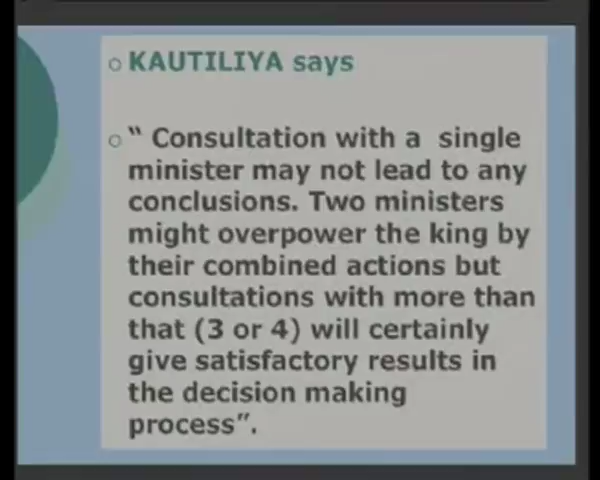 KAUTILIYA says
“ Consultation with a single
minister may not lead to any
conclusions. Two ministers
might overpower the king by
their combined actions but
consultations with more than
that (3 or 4) will certainly
give satisfactory results in
the decision making
process”.